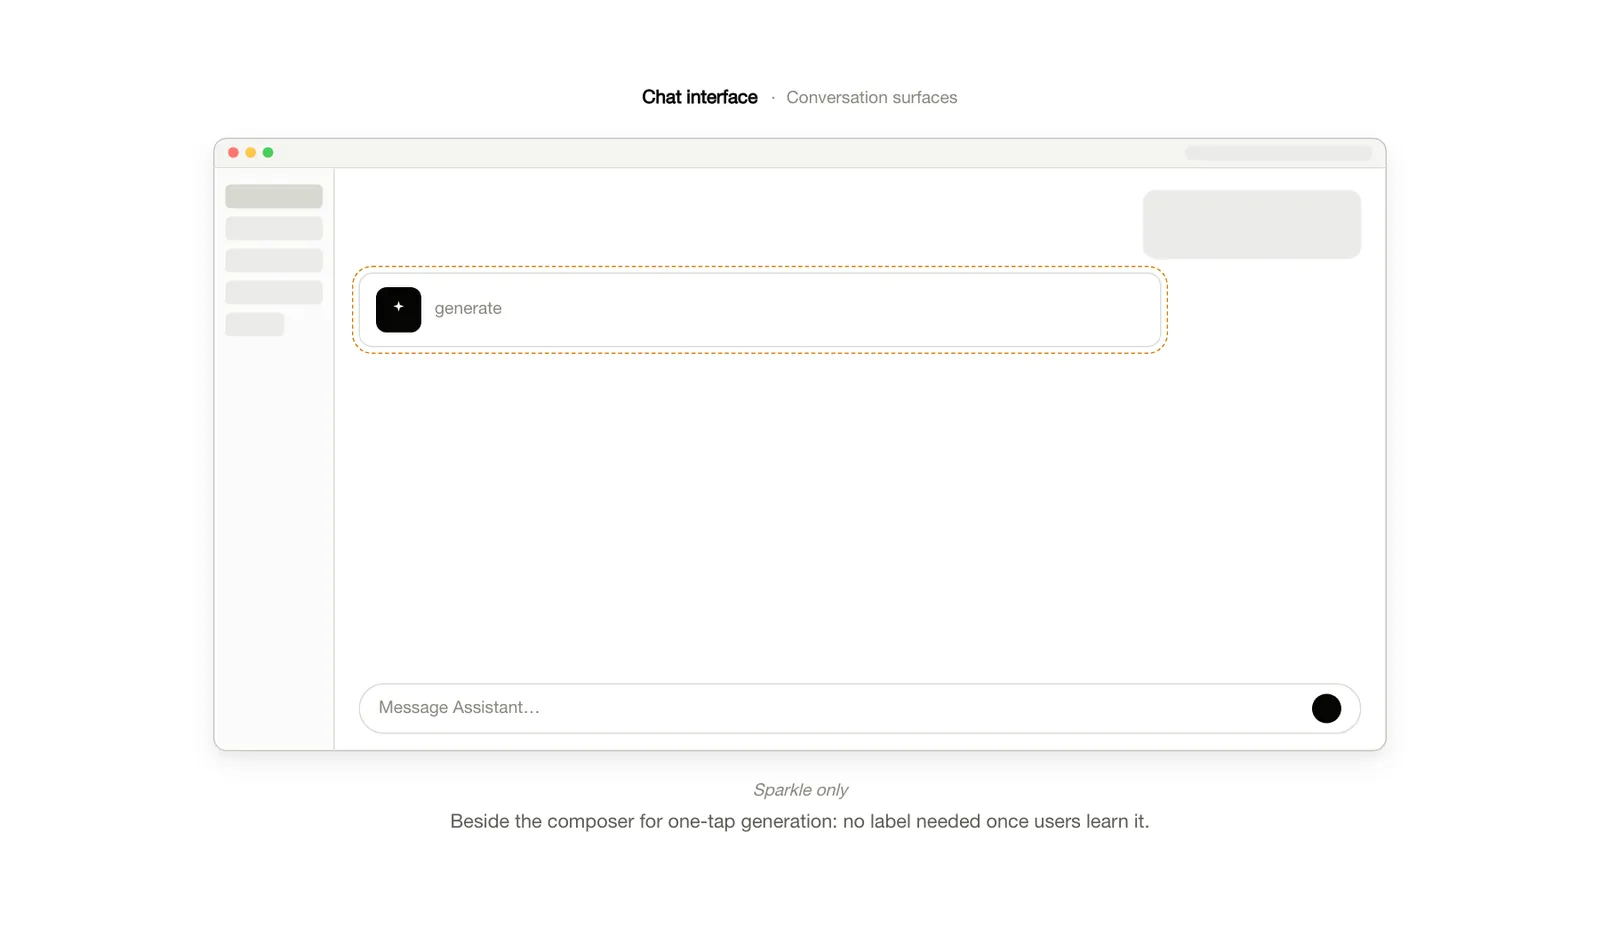 Chat interface · Conversation surfaces
generate
Message Assistant…
Sparkle only
Beside the composer for one-tap generation: no label needed once users learn it.